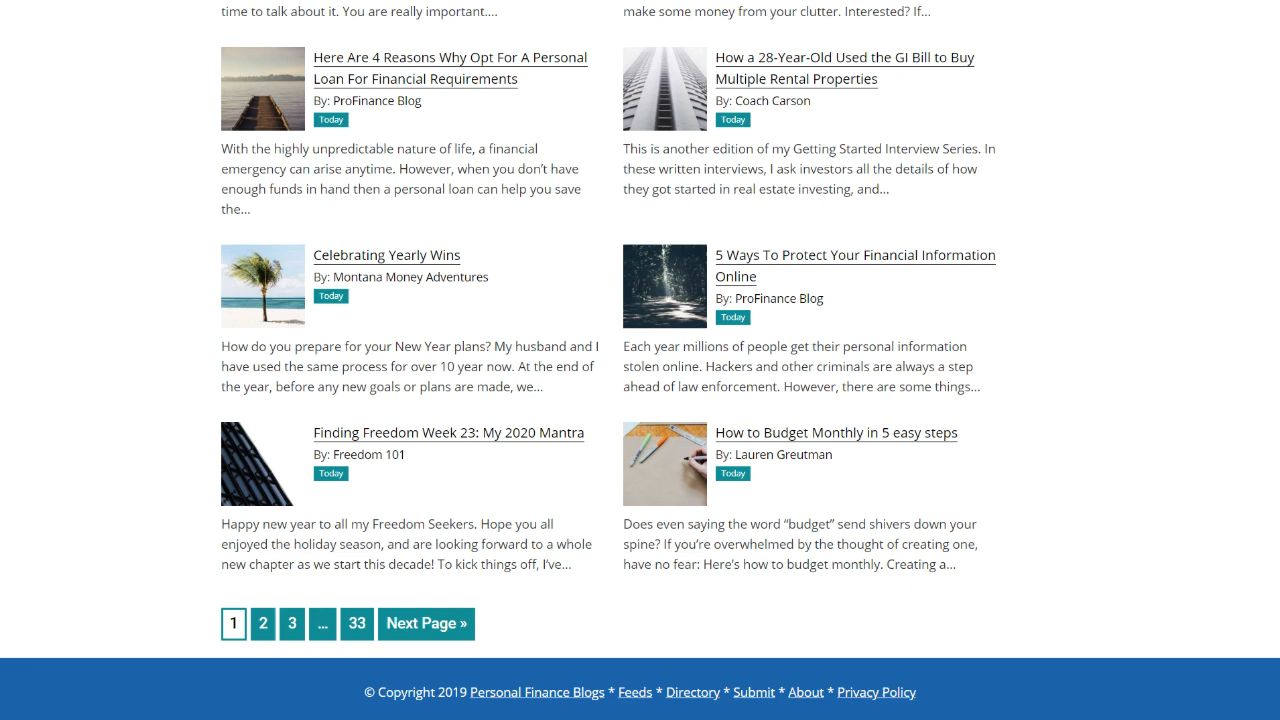 time to talk about it. You are really important....
make some money from your clutter. Interested? If...
Here Are 4 Reasons Why Opt For A Personal
Loan For Financial Requirements
By: ProFinance Blog
Today
With the highly unpredictable nature of life, a financial
emergency can arise anytime. However, when you don’t have
enough funds in hand then a personal loan can help you save
the...
How a 28-Year-Old Used the GI Bill to Buy
Multiple Rental Properties
By: Coach Carson
Today
This is another edition of my Getting Started Interview Series. In
these written interviews, I ask investors all the details of how
they got started in real estate investing, and...
Celebrating Yearly Wins
By: Montana Money Adventures
Today
How do you prepare for your New Year plans? My husband and I
have used the same process for over 10 year now. At the end of
the year, before any new goals or plans are made, we...
5 Ways To Protect Your Financial Information
Online
By: ProFinance Blog
Today
Each year millions of people get their personal information
stolen online. Hackers and other criminals are always a step
ahead of law enforcement. However, there are some things...
Finding Freedom Week 23: My 2020 Mantra
By: Freedom 101
Today
Happy new year to all my Freedom Seekers. Hope you all
enjoyed the holiday season, and are looking forward to a whole
new chapter as we start this decade! To kick things off, I’ve...
How to Budget Monthly in 5 easy steps
By: Lauren Greutman
Today
Does even saying the word “budget” send shivers down your
spine? If you’re overwhelmed by the thought of creating one,
have no fear: Here’s how to budget monthly. Creating a...
1 2 3 ... 33 Next Page »
© Copyright 2019 Personal Finance Blogs * Feeds * Directory * Submit * About * Privacy Policy